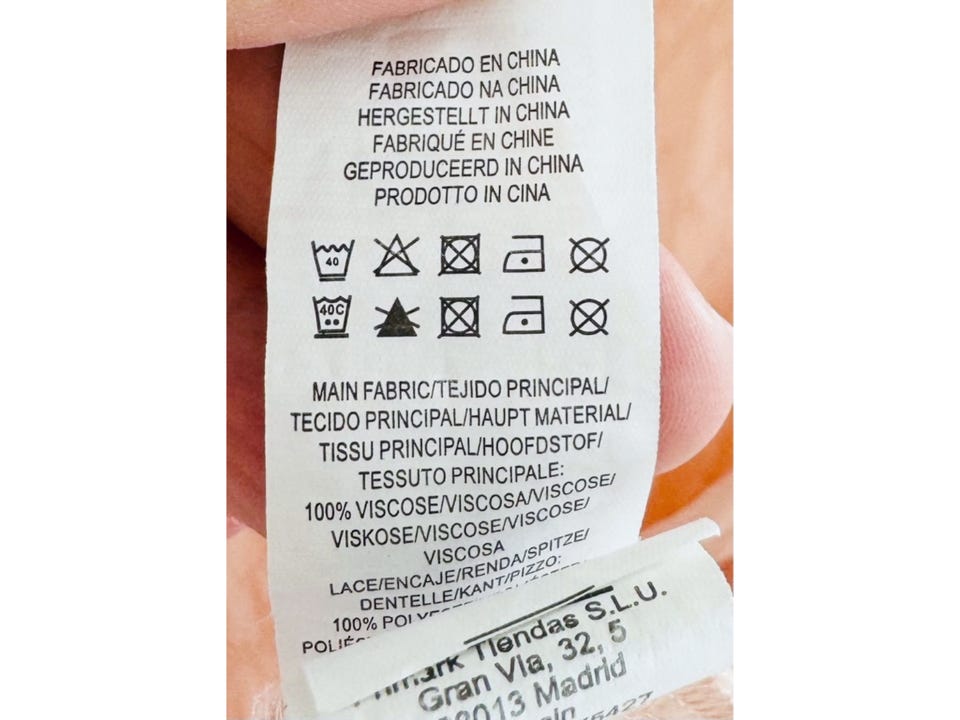 FABRICADO EN CHINA
FABRICADO NA CHINA
HERGESTELLT IN CHINA
FABRIQUÉ EN CHINE
GEPRODUCEERD IN CHINA
PRODOTTO IN CINA
40
40C
MAIN FABRIC/TEJIDO PRINCIPAL/
TECIDO PRINCIPAL/HAUPT MATERIAL/
TISSU PRINCIPAL/HOOFDSTOF/
TESSUTO PRINCIPALE:
100% VISCOSE/VISCOSA/VISCOSE/
VISKOSE/VISCOSE/VISCOSE/
VISCOSA
LACE/ENCAJE/RENDA/SPITZE/
DENTELLE/KANT/PIZZO:
100%
Tiendas S.L.U.
Gran Vía, 32, 5
Madrid